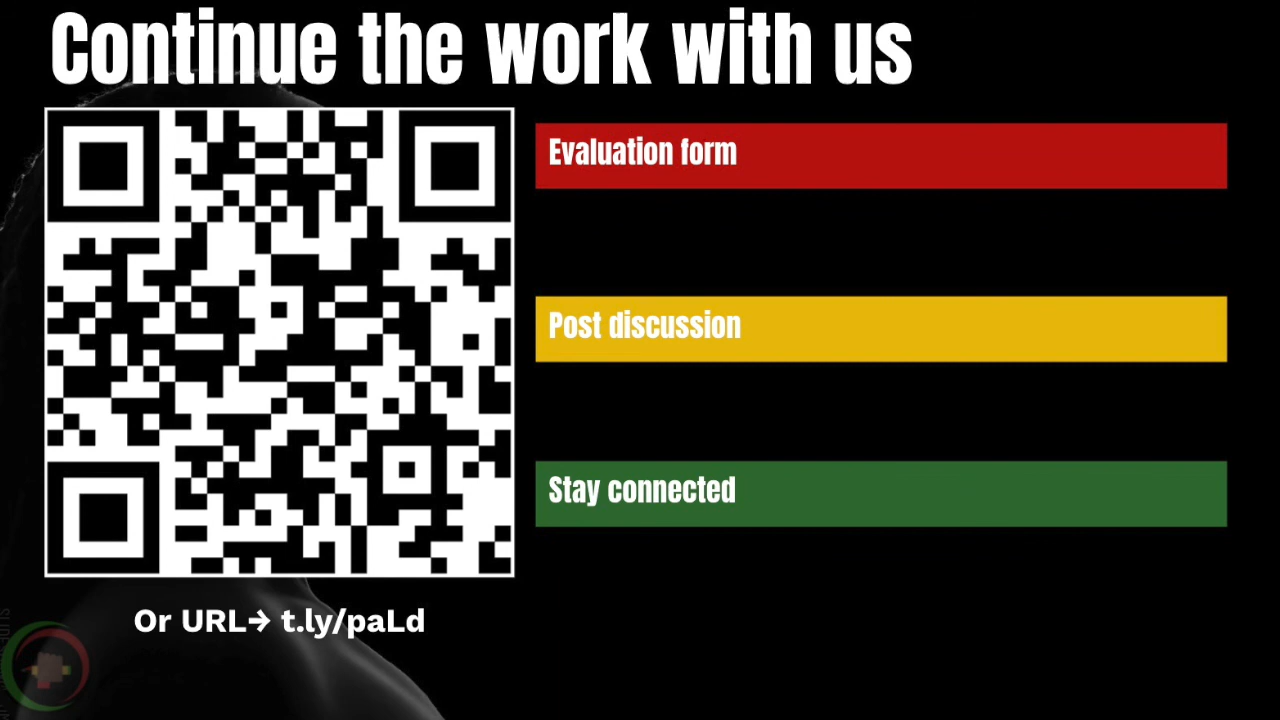 Continue the work with us
Evaluation form
Post discussion
Stay connected
Or URL→ t.ly/paLd